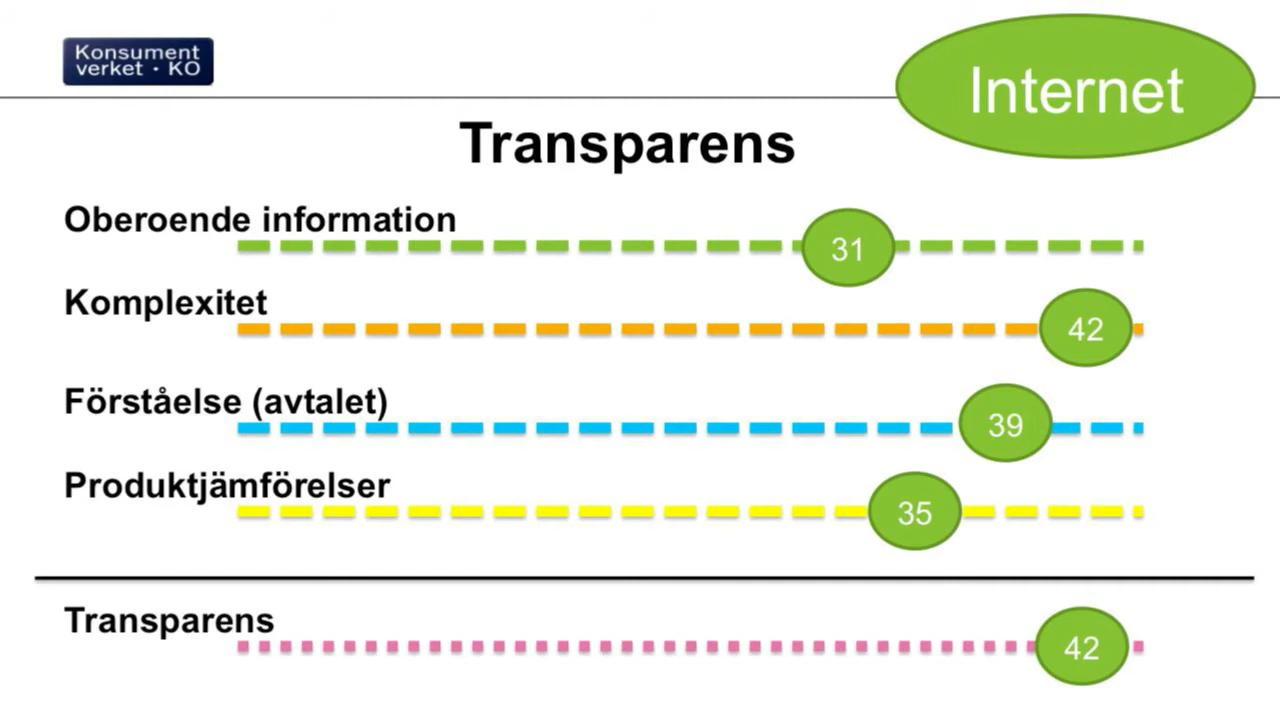 Konsument
verket · KO
Internet
Transparens
Oberoende information
31
Komplexitet
42
Förståelse (avtalet)
39
Produktjämförelser
35
Transparens
42